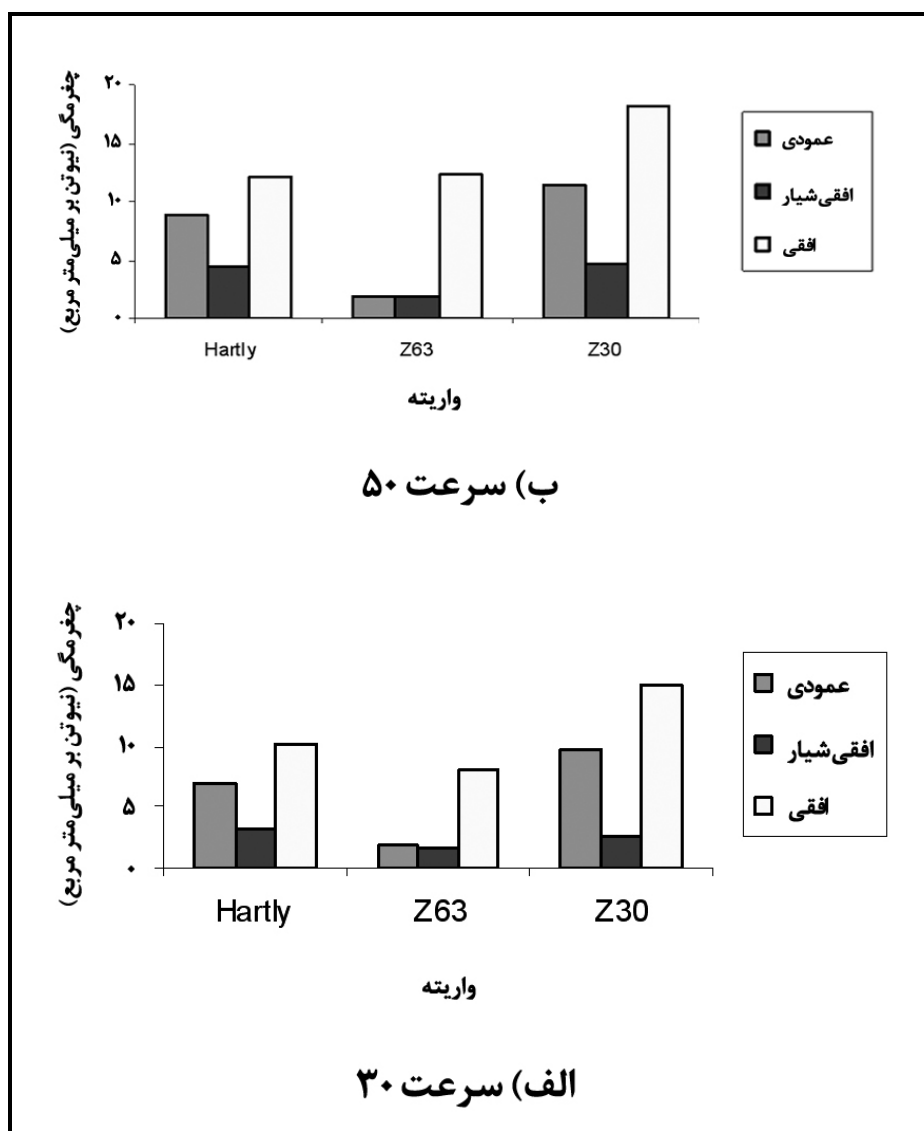 چغرمگی (نیوتن بر میلی‌متر مربع)
۲۰
۱۵
۱۰
۵
۰
Hartly Z63 Z30
واریته
عمودی
افقی‌شیار
افقی
ب) سرعت ۵۰
چغرمگی (نیوتن بر میلی‌متر مربع)
۲۰
۱۵
۱۰
۵
۰
Hartly Z63 Z30
واریته
عمودی
افقی‌شیار
افقی
الف) سرعت ۳۰